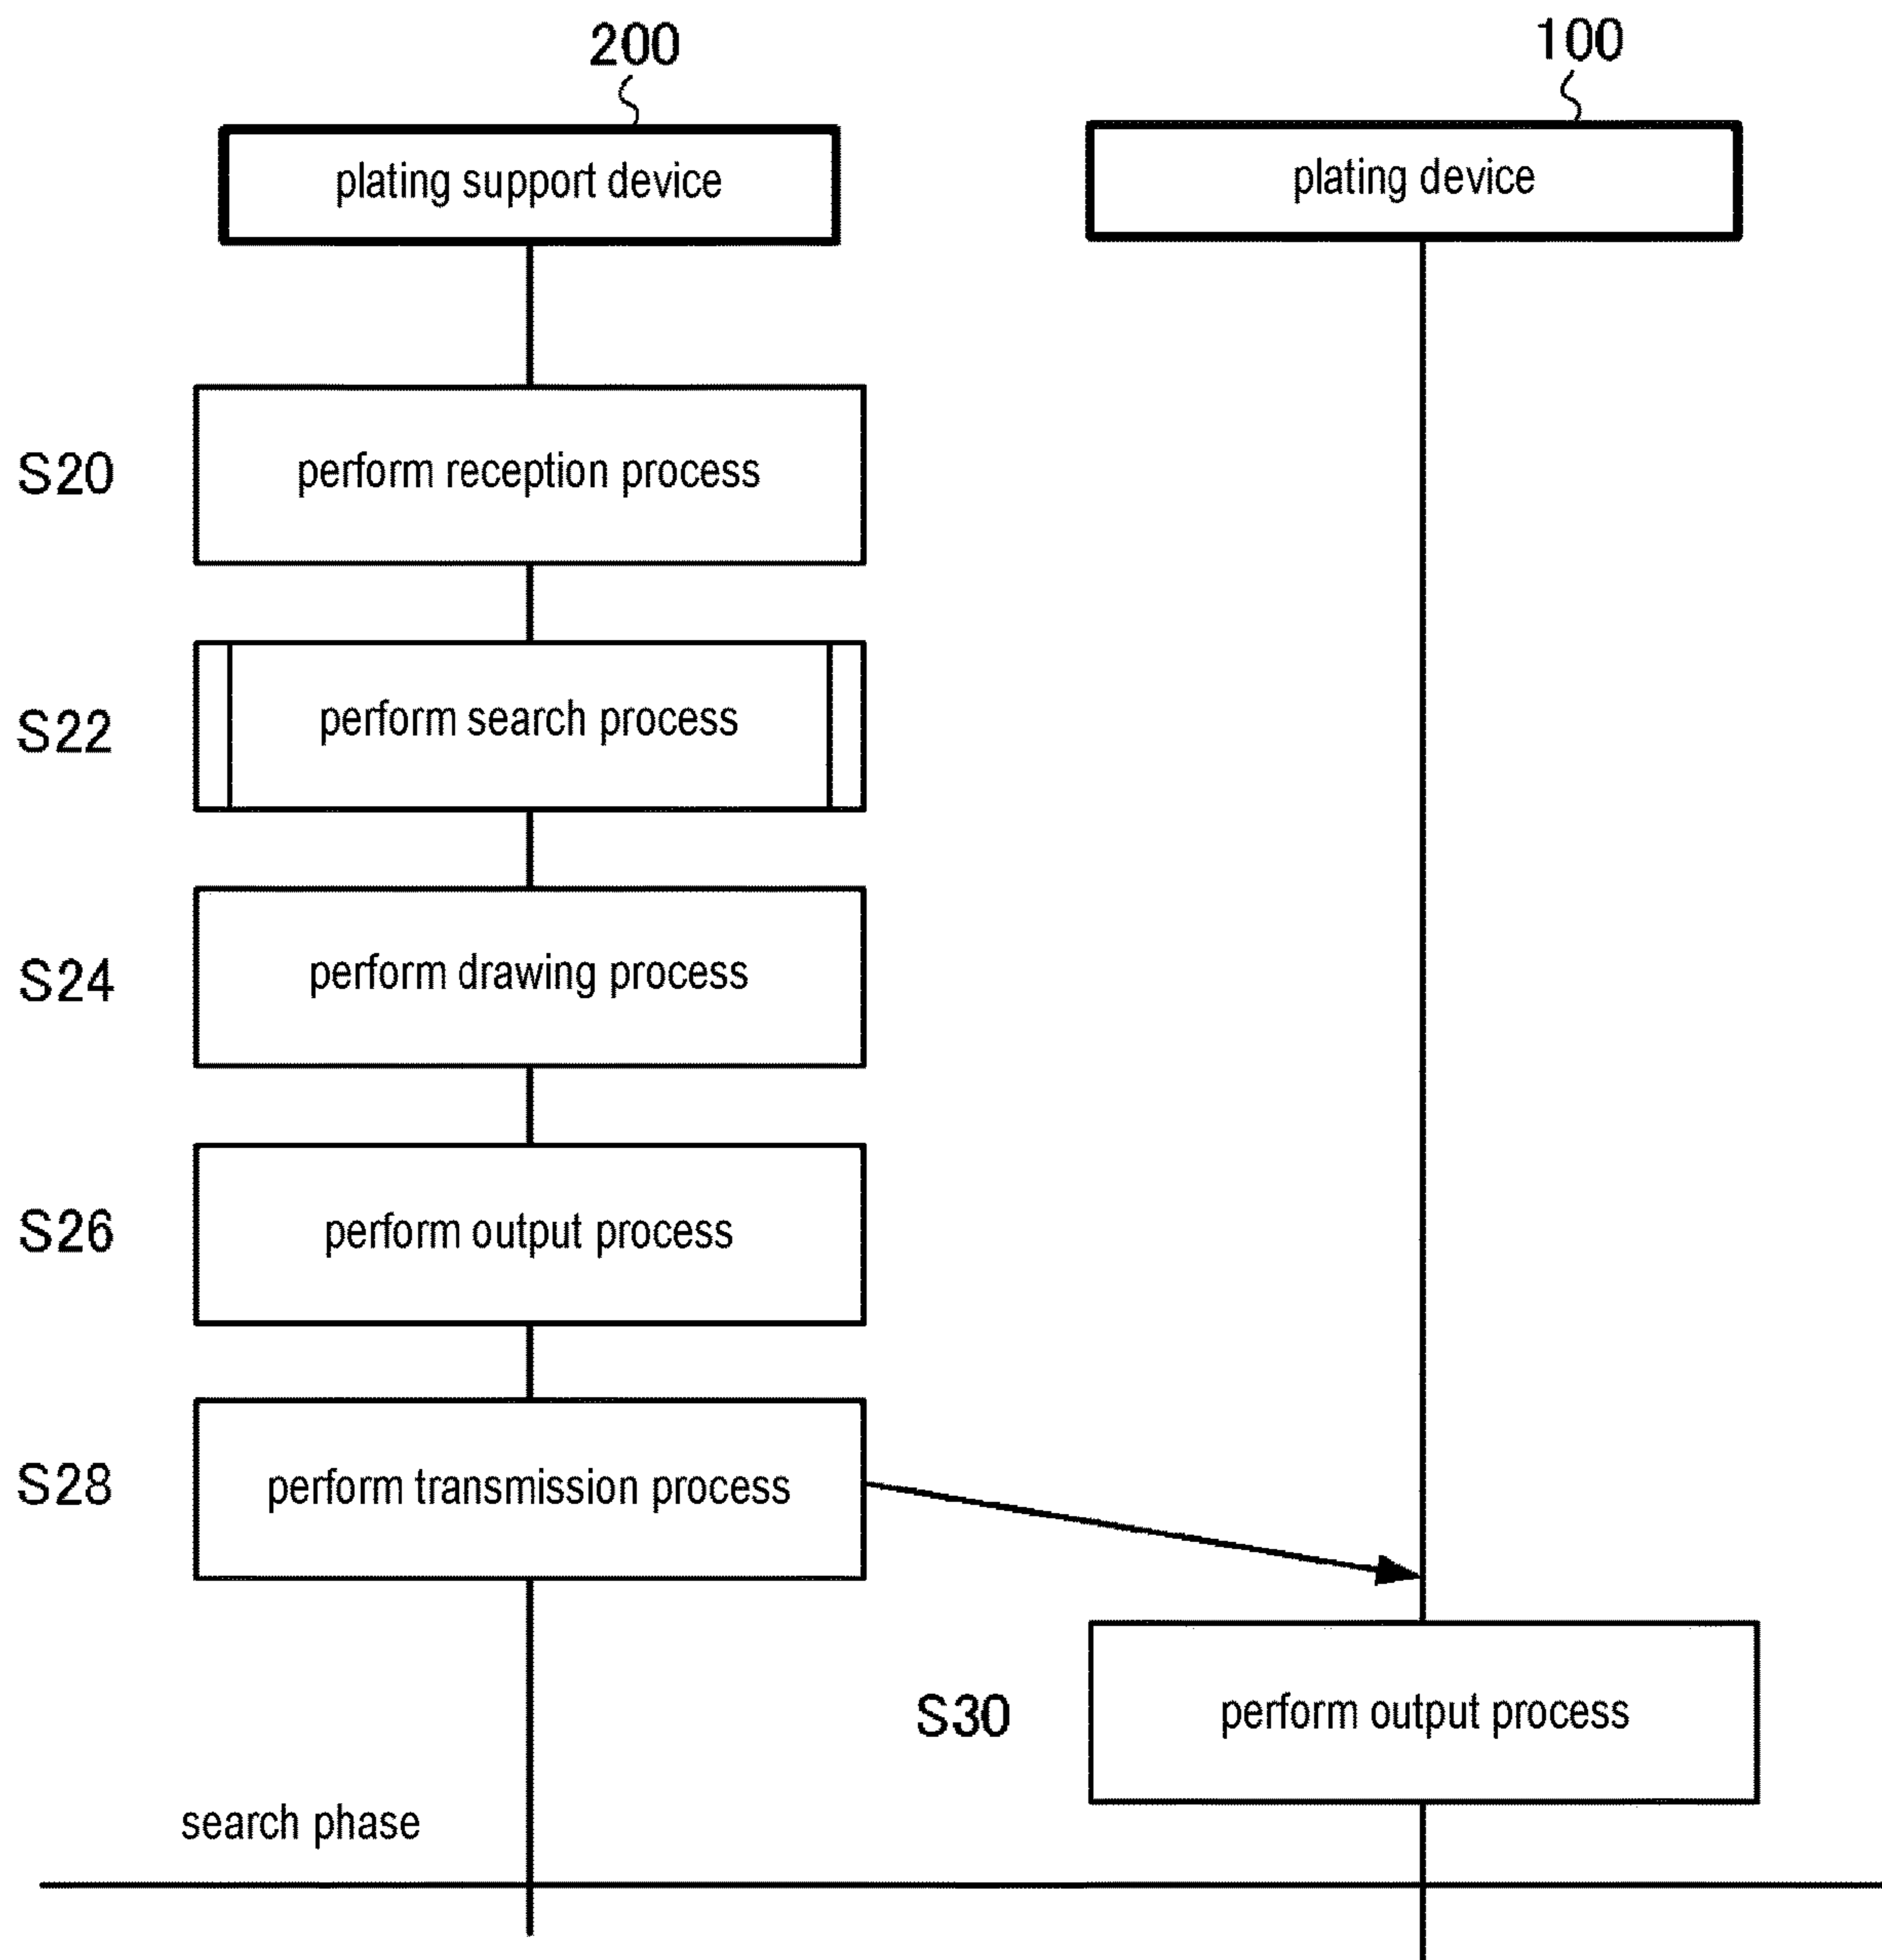 200
100
plating support device
plating device
S20
perform reception process
S22
perform search process
S24
perform drawing process
S26
perform output process
S28
perform transmission process
S30
perform output process
search phase